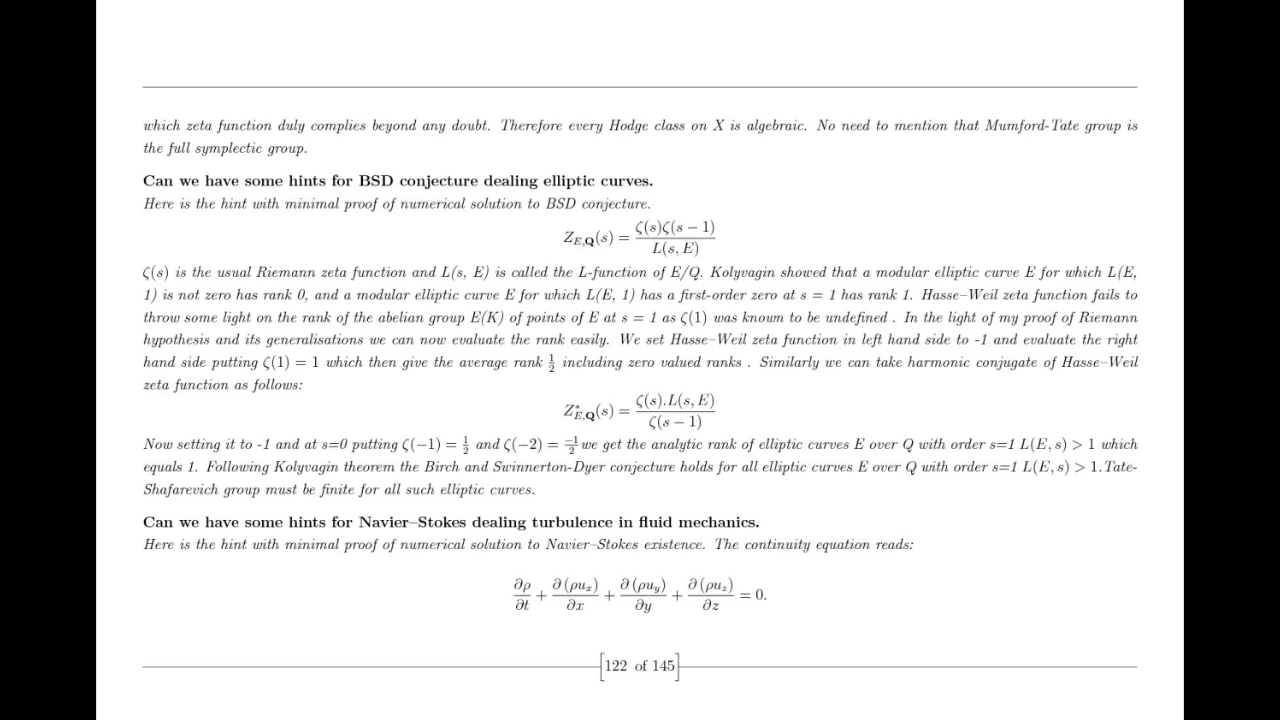 which zeta function duly complies beyond any doubt. Therefore every Hodge class on X is algebraic. No need to mention that Mumford-Tate group is
the full symplectic group.
Can we have some hints for BSD conjecture dealing elliptic curves.
Here is the hint with minimal proof of numerical solution to BSD conjecture.
Z_{E,Q}(s) = \frac{ζ(s)ζ(s − 1)}{L(s, E)}
ζ(s) is the usual Riemann zeta function and L(s, E) is called the L-function of E/Q. Kolyvagin showed that a modular elliptic curve E for which L(E,
1) is not zero has rank 0, and a modular elliptic curve E for which L(E, 1) has a first-order zero at s = 1 has rank 1. Hasse–Weil zeta function fails to
throw some light on the rank of the abelian group E(K) of points of E at s = 1 as ζ(1) was known to be undefined . In the light of my proof of Riemann
hypothesis and its generalisations we can now evaluate the rank easily. We set Hasse–Weil zeta function in left hand side to -1 and evaluate the right
hand side putting ζ(1) = 1 which then give the average rank \frac{1}{2} including zero valued ranks . Similarly we can take harmonic conjugate of Hasse–Weil
zeta function as follows:
Z^*_{E,Q}(s) = \frac{ζ(s).L(s, E)}{ζ(s − 1)}
Now setting it to -1 and at s=0 putting ζ(−1) = \frac{1}{2} and ζ(−2) = \frac{−1}{2} we get the analytic rank of elliptic curves E over Q with order s=1 L(E, s) > 1 which
equals 1. Following Kolyvagin theorem the Birch and Swinnerton-Dyer conjecture holds for all elliptic curves E over Q with order s=1 L(E, s) > 1.Tate-
Shafarevich group must be finite for all such elliptic curves.
Can we have some hints for Navier–Stokes dealing turbulence in fluid mechanics.
Here is the hint with minimal proof of numerical solution to Navier–Stokes existence. The continuity equation reads:
\frac{∂ρ}{∂t} + \frac{∂(ρu_x)}{∂x} + \frac{∂(ρu_y)}{∂y} + \frac{∂(ρu_z)}{∂z} = 0.
[122 of 145]